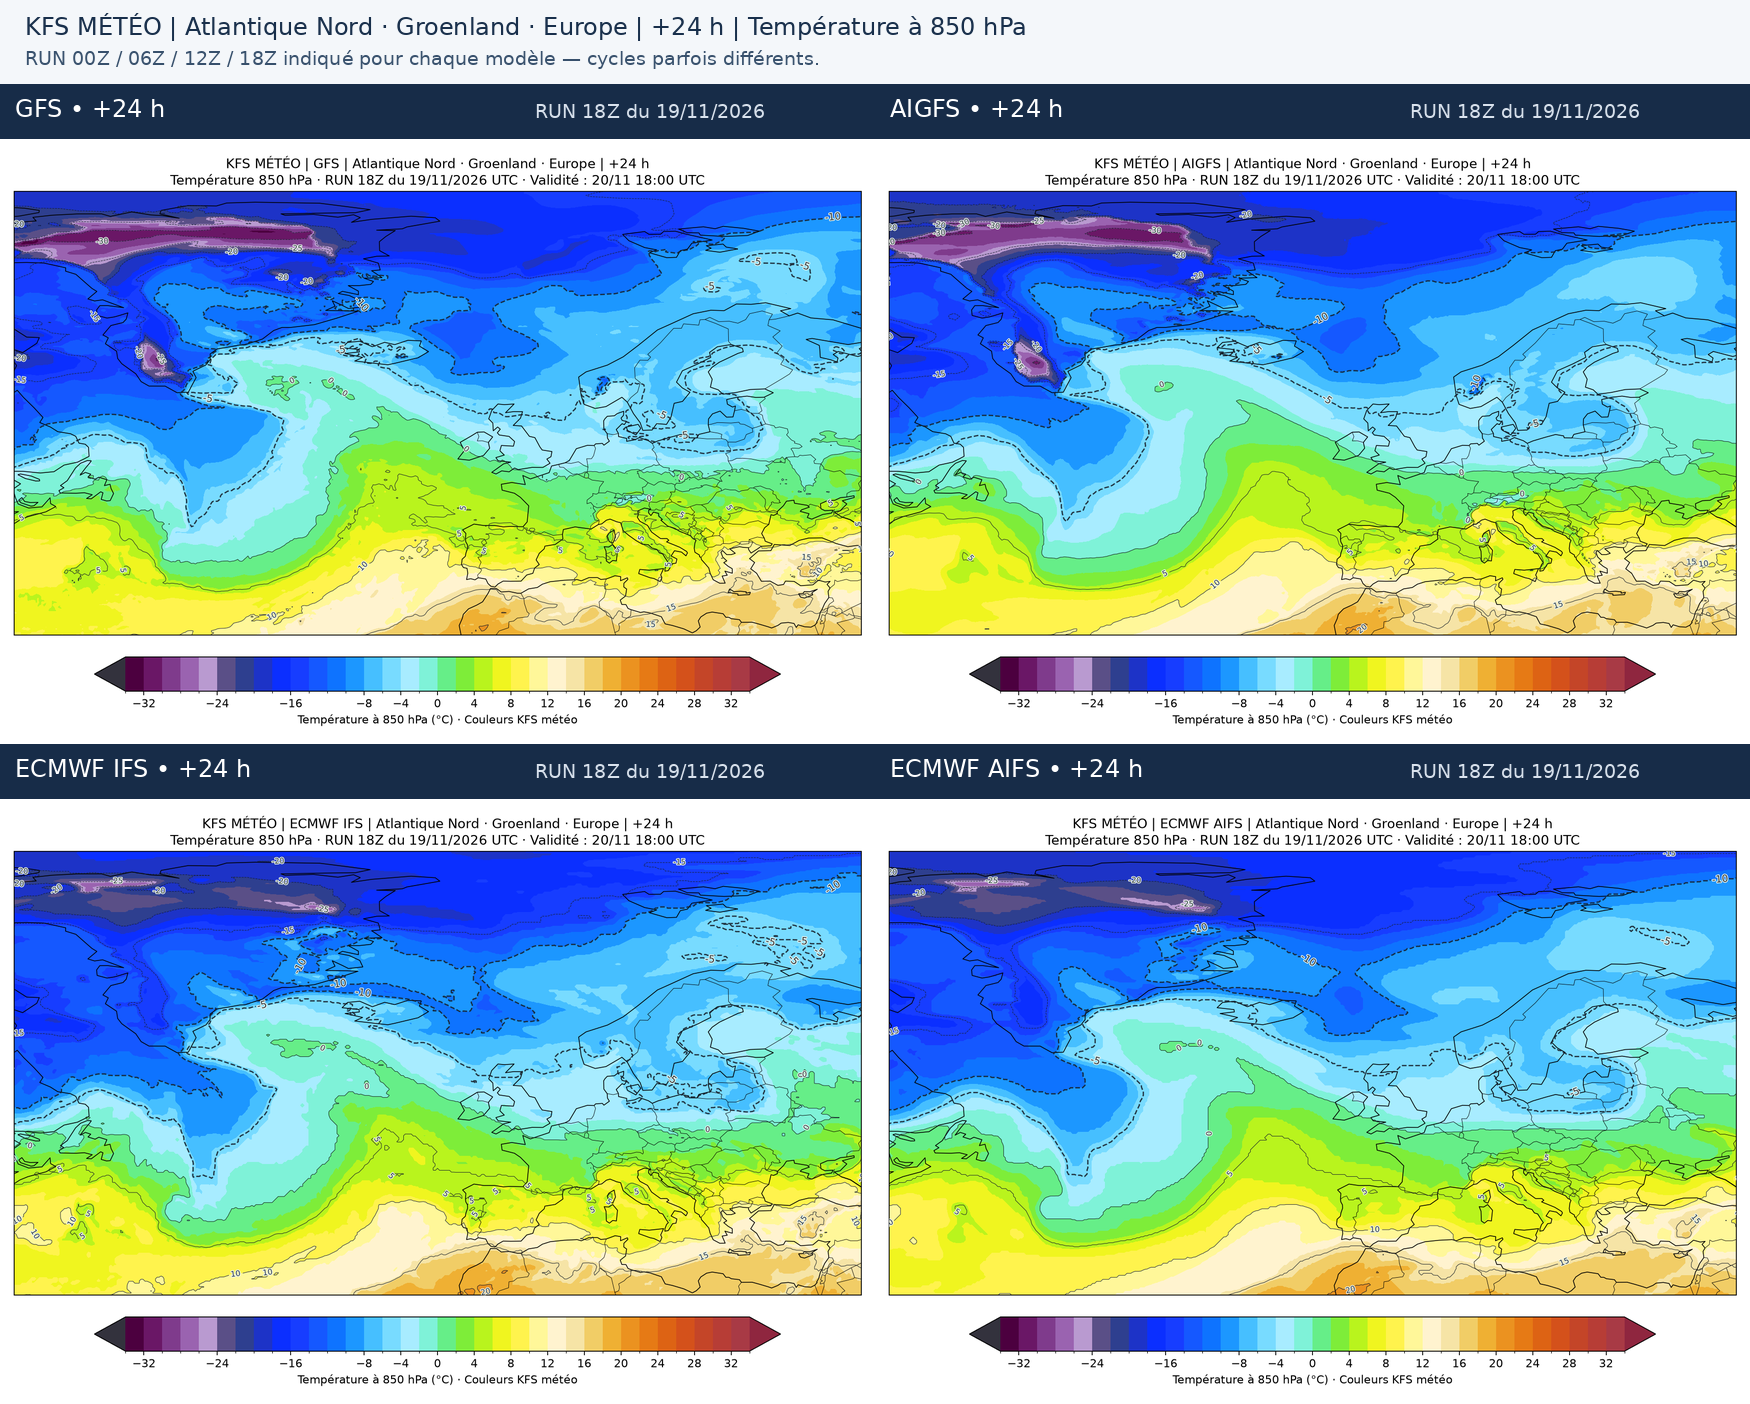 KFS MÉTÉO | Atlantique Nord · Groenland · Europe | +24 h | Température à 850 hPa
RUN 00Z / 06Z / 12Z / 18Z indiqué pour chaque modèle — cycles parfois différents.
GFS • +24 h
RUN 18Z du 19/11/2026
AIGFS • +24 h
RUN 18Z du 19/11/2026
KFS MÉTÉO | GFS | Atlantique Nord · Groenland · Europe | +24 h
Température 850 hPa · RUN 18Z du 19/11/2026 UTC · Validité : 20/11 18:00 UTC
KFS MÉTÉO | AIGFS | Atlantique Nord · Groenland · Europe | +24 h
Température 850 hPa · RUN 18Z du 19/11/2026 UTC · Validité : 20/11 18:00 UTC
−32 −24 −16 −8 −4 0 4 8 12 16 20 24 28 32
Température à 850 hPa (°C) · Couleurs KFS météo
−32 −24 −16 −8 −4 0 4 8 12 16 20 24 28 32
Température à 850 hPa (°C) · Couleurs KFS météo
ECMWF IFS • +24 h
RUN 18Z du 19/11/2026
ECMWF AIFS • +24 h
RUN 18Z du 19/11/2026
KFS MÉTÉO | ECMWF IFS | Atlantique Nord · Groenland · Europe | +24 h
Température 850 hPa · RUN 18Z du 19/11/2026 UTC · Validité : 20/11 18:00 UTC
KFS MÉTÉO | ECMWF AIFS | Atlantique Nord · Groenland · Europe | +24 h
Température 850 hPa · RUN 18Z du 19/11/2026 UTC · Validité : 20/11 18:00 UTC
−32 −24 −16 −8 −4 0 4 8 12 16 20 24 28 32
Température à 850 hPa (°C) · Couleurs KFS météo
−32 −24 −16 −8 −4 0 4 8 12 16 20 24 28 32
Température à 850 hPa (°C) · Couleurs KFS météo